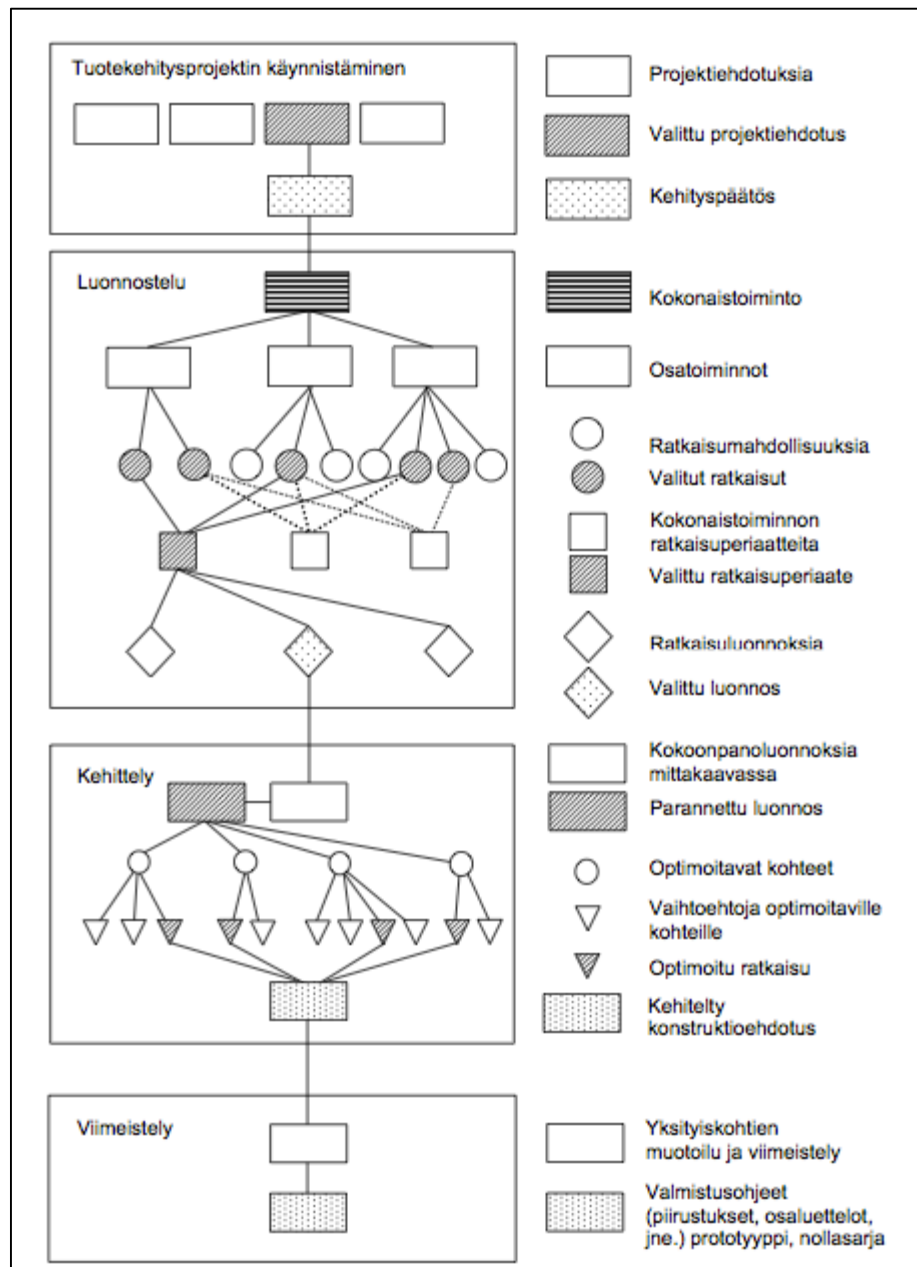 Tuotekehitysprojektin käynnistäminen
Projektiehdotuksia
Valittu projektiehdotus
Kehityspäätös
Luonnostelu
Kokonaistoiminto
Osatoiminnot
Ratkaisumahdollisuuksia
Valitut ratkaisut
Kokonaistoiminnon
ratkaisuperiaatteita
Valittu ratkaisuperiaate
Ratkaisuluonnoksia
Valittu luonnos
Kehittely
Kokoonpanoluonnoksia
mittakaavassa
Parannettu luonnos
Optimoitavat kohteet
Vaihtoehtoja optimoitaville
kohteille
Optimoitu ratkaisu
Kehitelty
konstruktioehdotus
Viimeistely
Yksityiskohtien
muotoilu ja viimeistely
Valmistusohjeet
(piirustukset, osaluettelot,
jne.) prototyyppi, nollasarja